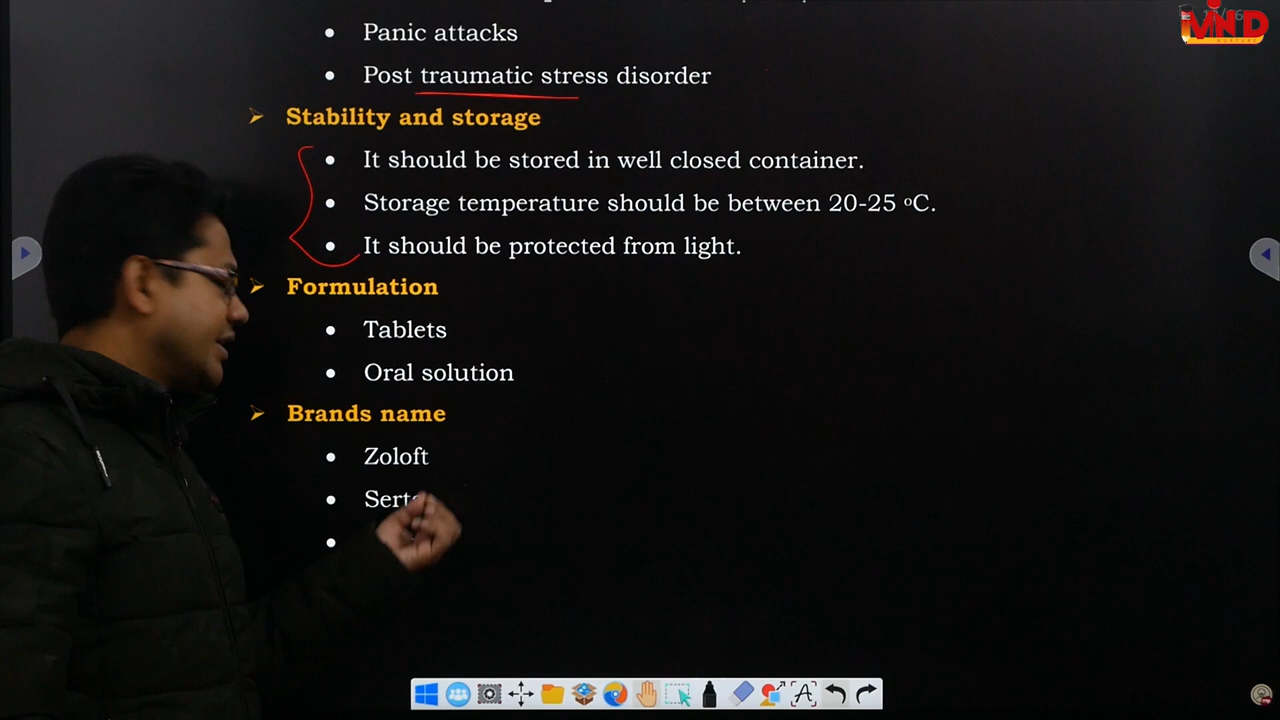 Panic attacks
Post traumatic stress disorder
Stability and storage
It should be stored in well closed container.
Storage temperature should be between 20-25 °C.
It should be protected from light.
Formulation
Tablets
Oral solution
Brands name
Zoloft